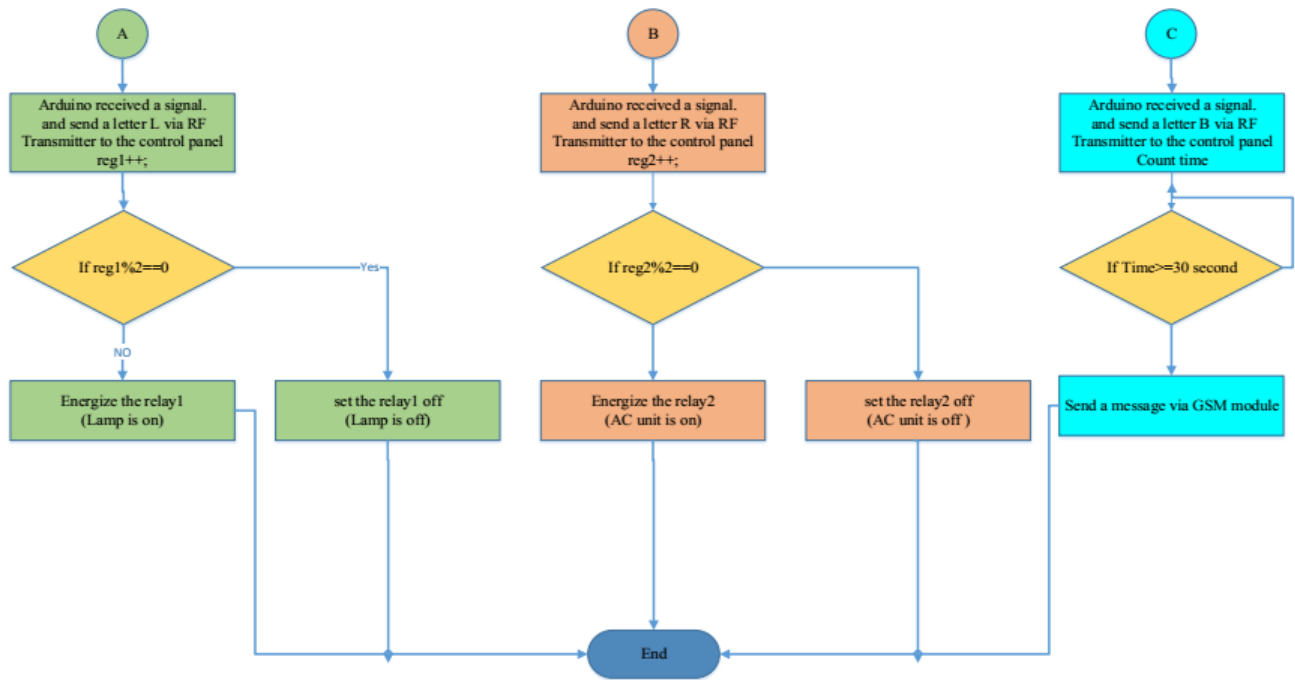 A
B
C
Arduino received a signal.
and send a letter L via RF
Transmitter to the control panel
reg1++;
Arduino received a signal.
and send a letter R via RF
Transmitter to the control panel
reg2++;
Arduino received a signal.
and send a letter B via RF
Transmitter to the control panel
Count time
If reg1%2==0
Yes
If reg2%2==0
If Time>=30 second
NO
Energize the relay1
(Lamp is on)
set the relay1 off
(Lamp is off)
Energize the relay2
(AC unit is on)
set the relay2 off
(AC unit is off )
Send a message via GSM module
End